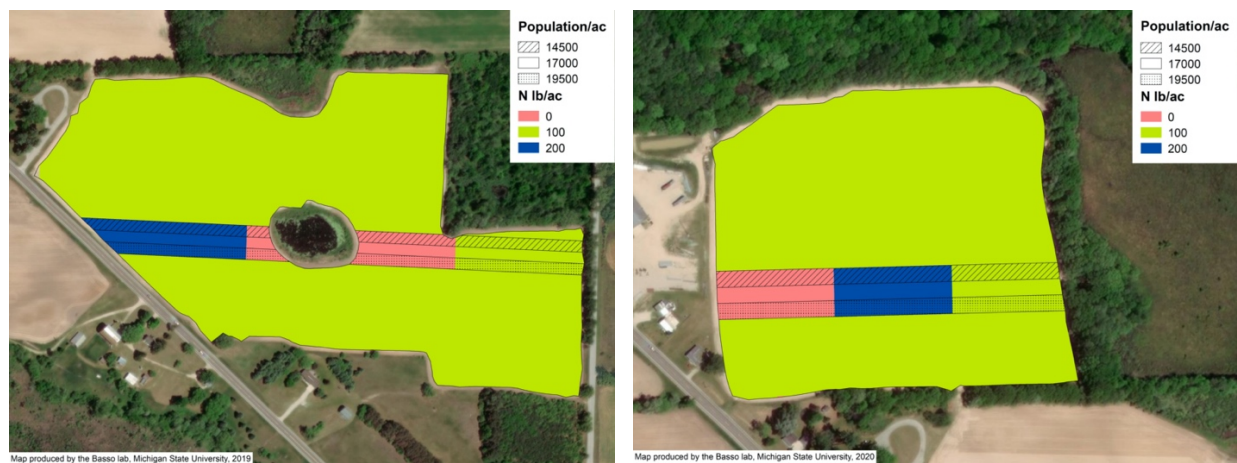 Population/ac
14500
17000
19500
N lb/ac
0
100
200
Map produced by the Basso lab, Michigan State University, 2019
Population/ac
14500
17000
19500
N lb/ac
0
100
200
Map produced by the Basso lab, Michigan State University, 2020